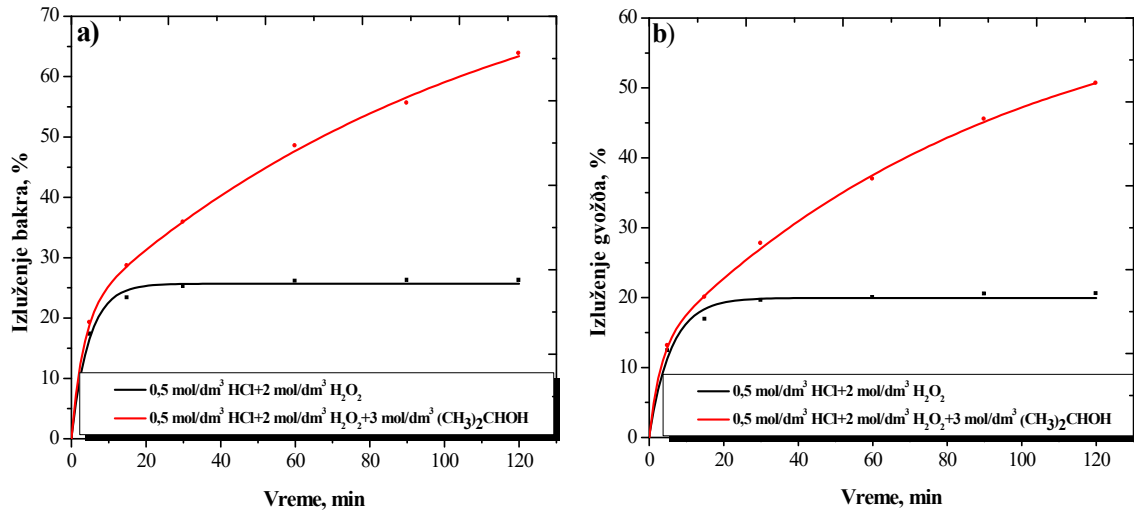 a)
70
60
50
40
30
20
10
0
Izluženje bakra, %
0,5 mol/dm³ HCl+2 mol/dm³ H₂O₂
0,5 mol/dm³ HCl+2 mol/dm³ H₂O₂+3 mol/dm³ (CH₃)₂CHOH
0 20 40 60 80 100 120
Vreme, min
b)
60
50
40
30
20
10
0
Izluženje gvožđa, %
0,5 mol/dm³ HCl+2 mol/dm³ H₂O₂
0,5 mol/dm³ HCl+2 mol/dm³ H₂O₂+3 mol/dm³ (CH₃)₂CHOH
0 20 40 60 80 100 120
Vreme, min